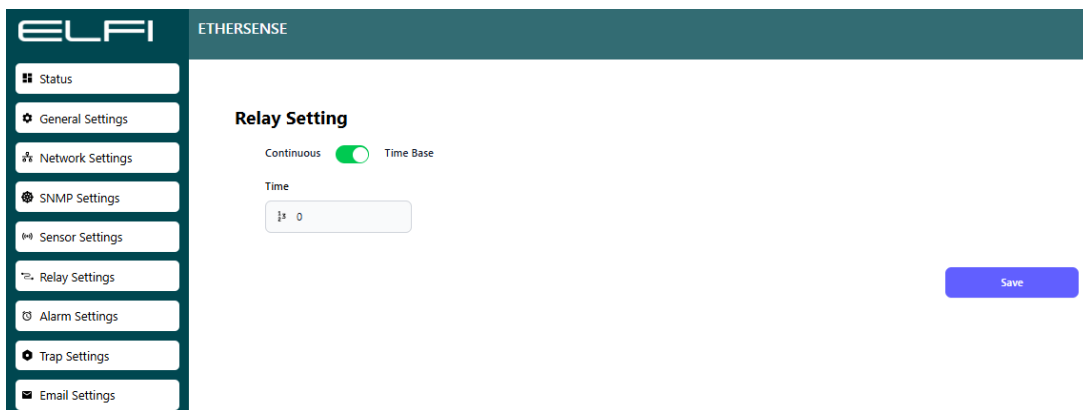 ELFI
ETHERSENSE
Status
General Settings
Network Settings
SNMP Settings
Sensor Settings
Relay Settings
Alarm Settings
Trap Settings
Email Settings
Relay Setting
Continuous Time Base
Time
0
Save